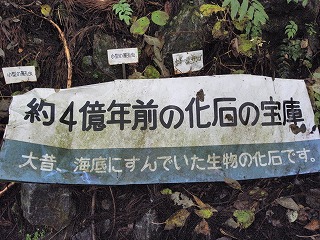 約4億年前の化石の宝庫
大昔、海底にすんでいた生物の化石です。